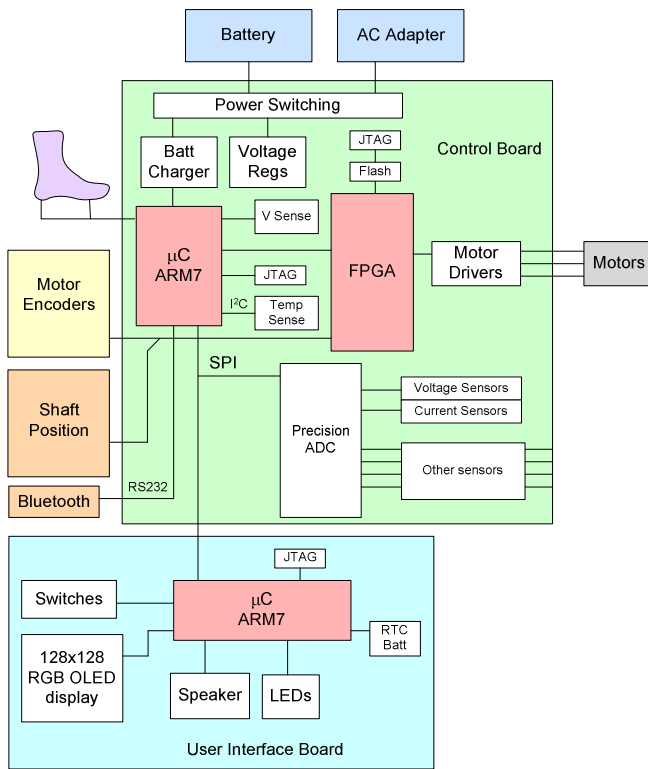 Battery
AC Adapter
Power Switching
Batt
Charger
Voltage
Regs
JTAG
Flash
Control Board
V Sense
μC
ARM7
FPGA
JTAG
Motor
Drivers
Motors
I²C
Temp
Sense
Motor
Encoders
SPI
Shaft
Position
Precision
ADC
Voltage Sensors
Current Sensors
Other sensors
RS232
Bluetooth
JTAG
Switches
μC
ARM7
RTC
Batt
128x128
RGB OLED
display
Speaker
LEDs
User Interface Board